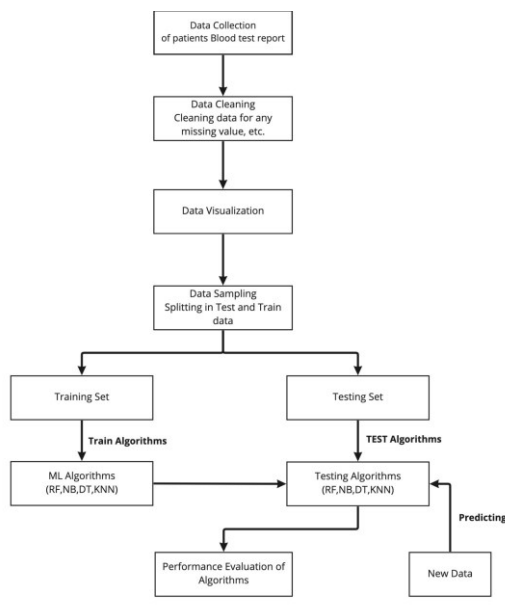 Data Collection
of patients Blood test report
Data Cleaning
Cleaning data for any
missing value, etc.
Data Visualization
Data Sampling
Splitting in Test and Train
data
Training Set
Testing Set
Train Algorithms
TEST Algorithms
ML Algorithms
(RF,NB,DT,KNN)
Testing Algorithms
(RF,NB,DT,KNN)
Predicting
Performance Evaluation of
Algorithms
New Data